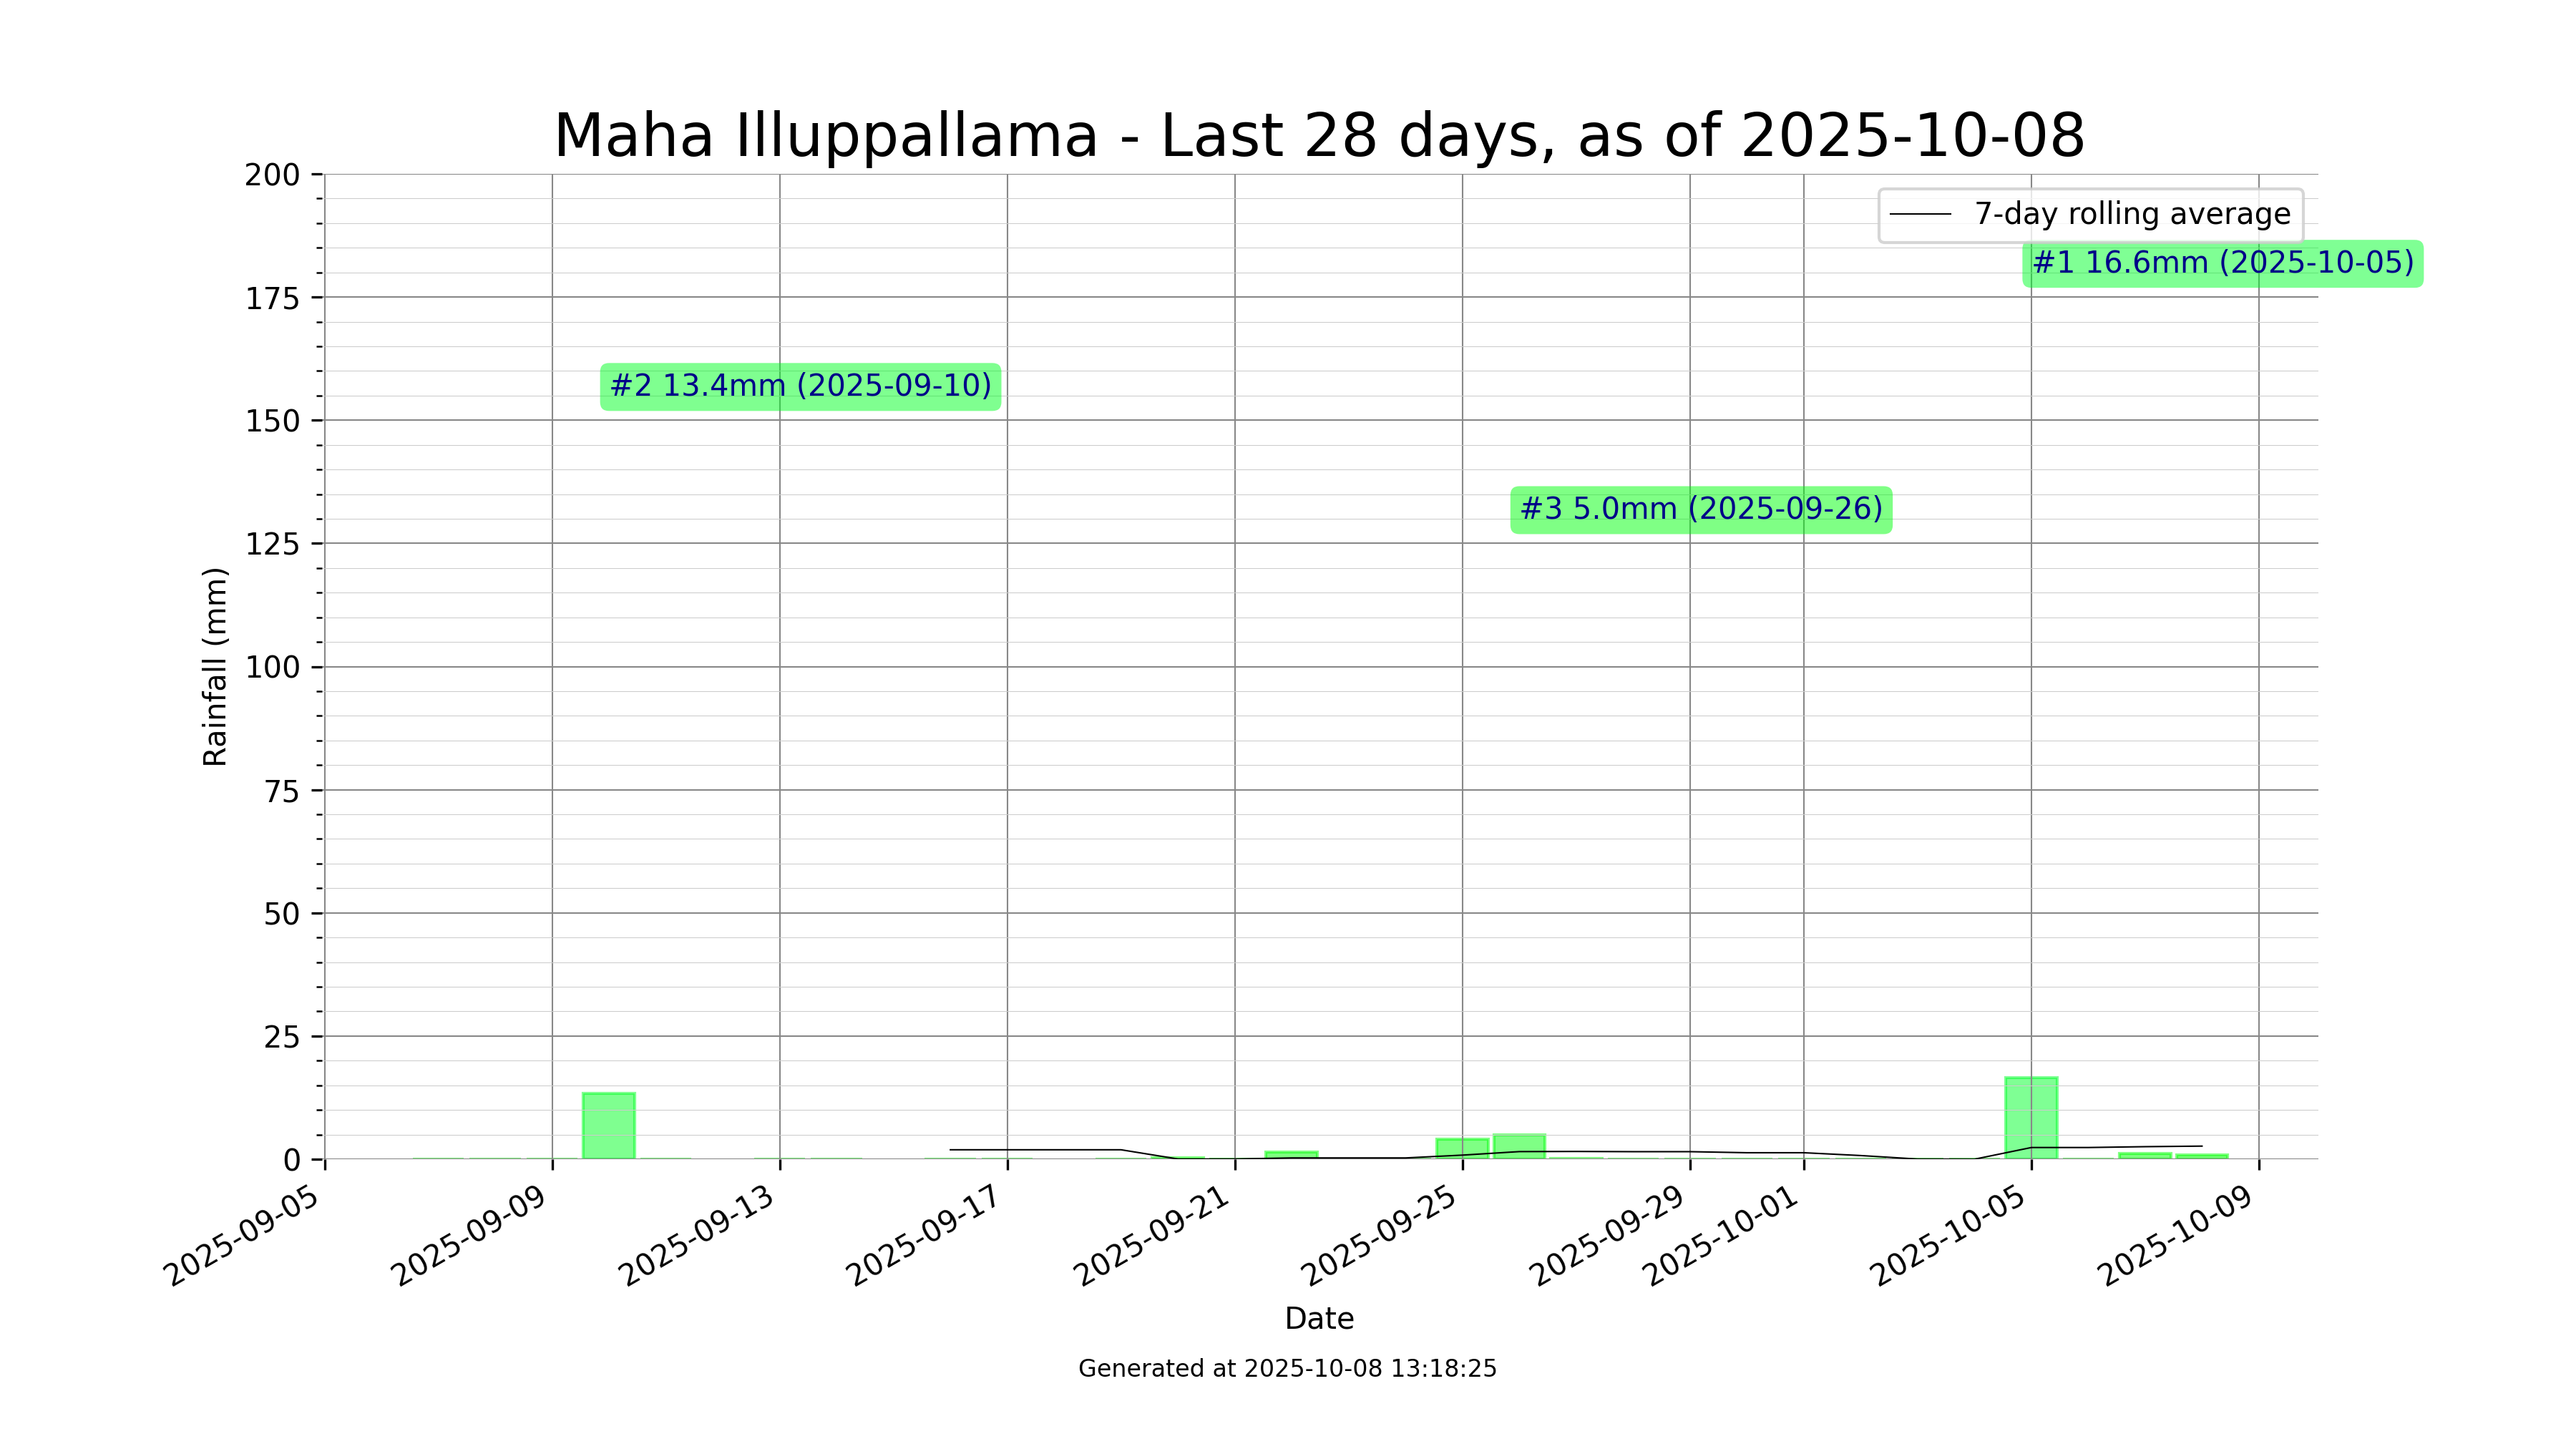 Maha Illuppallama - Last 28 days, as of 2025-10-08
200
175
150
125
100
75
50
25
0
Rainfall (mm)
7-day rolling average
#1 16.6mm (2025-10-05)
#2 13.4mm (2025-09-10)
#3 5.0mm (2025-09-26)
2025-09-05
2025-09-09
2025-09-13
2025-09-17
2025-09-21
2025-09-25
2025-09-29
2025-10-01
2025-10-05
2025-10-09
Date
Generated at 2025-10-08 13:18:25